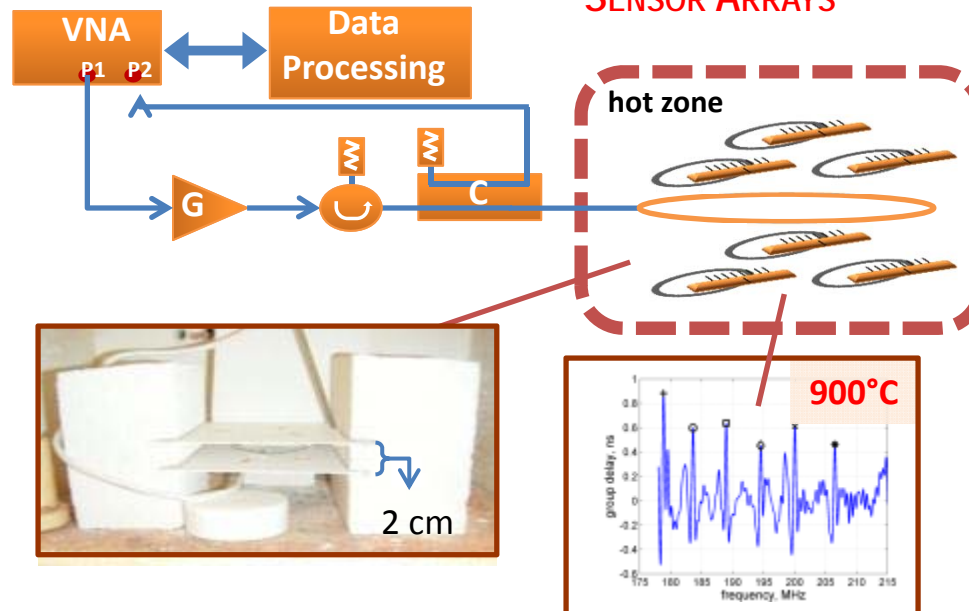 SENSOR ARRAYS
VNA
P1 P2
Data
Processing
hot zone
G
C
2 cm
900°C
group delay, ns
1
0.8
0.6
0.4
0.2
0
-0.2
-0.4
-0.6
175 180 185 190 195 200 205 210 215
frequency, MHz